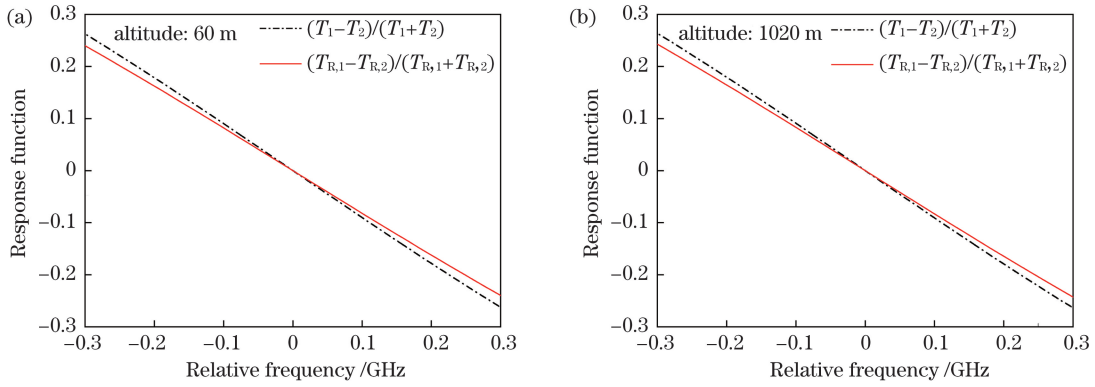 (a)
altitude: 60 m
(T1−T2)/(T1+T2)
(TR,1−TR,2)/(TR,1+TR,2)
Response function
0.3
0.2
0.1
0
−0.1
−0.2
−0.3
−0.3 −0.2 −0.1 0 0.1 0.2 0.3
Relative frequency /GHz
(b)
altitude: 1020 m
(T1−T2)/(T1+T2)
(TR,1−TR,2)/(TR,1+TR,2)
Response function
0.3
0.2
0.1
0
−0.1
−0.2
−0.3
−0.3 −0.2 −0.1 0 0.1 0.2 0.3
Relative frequency /GHz